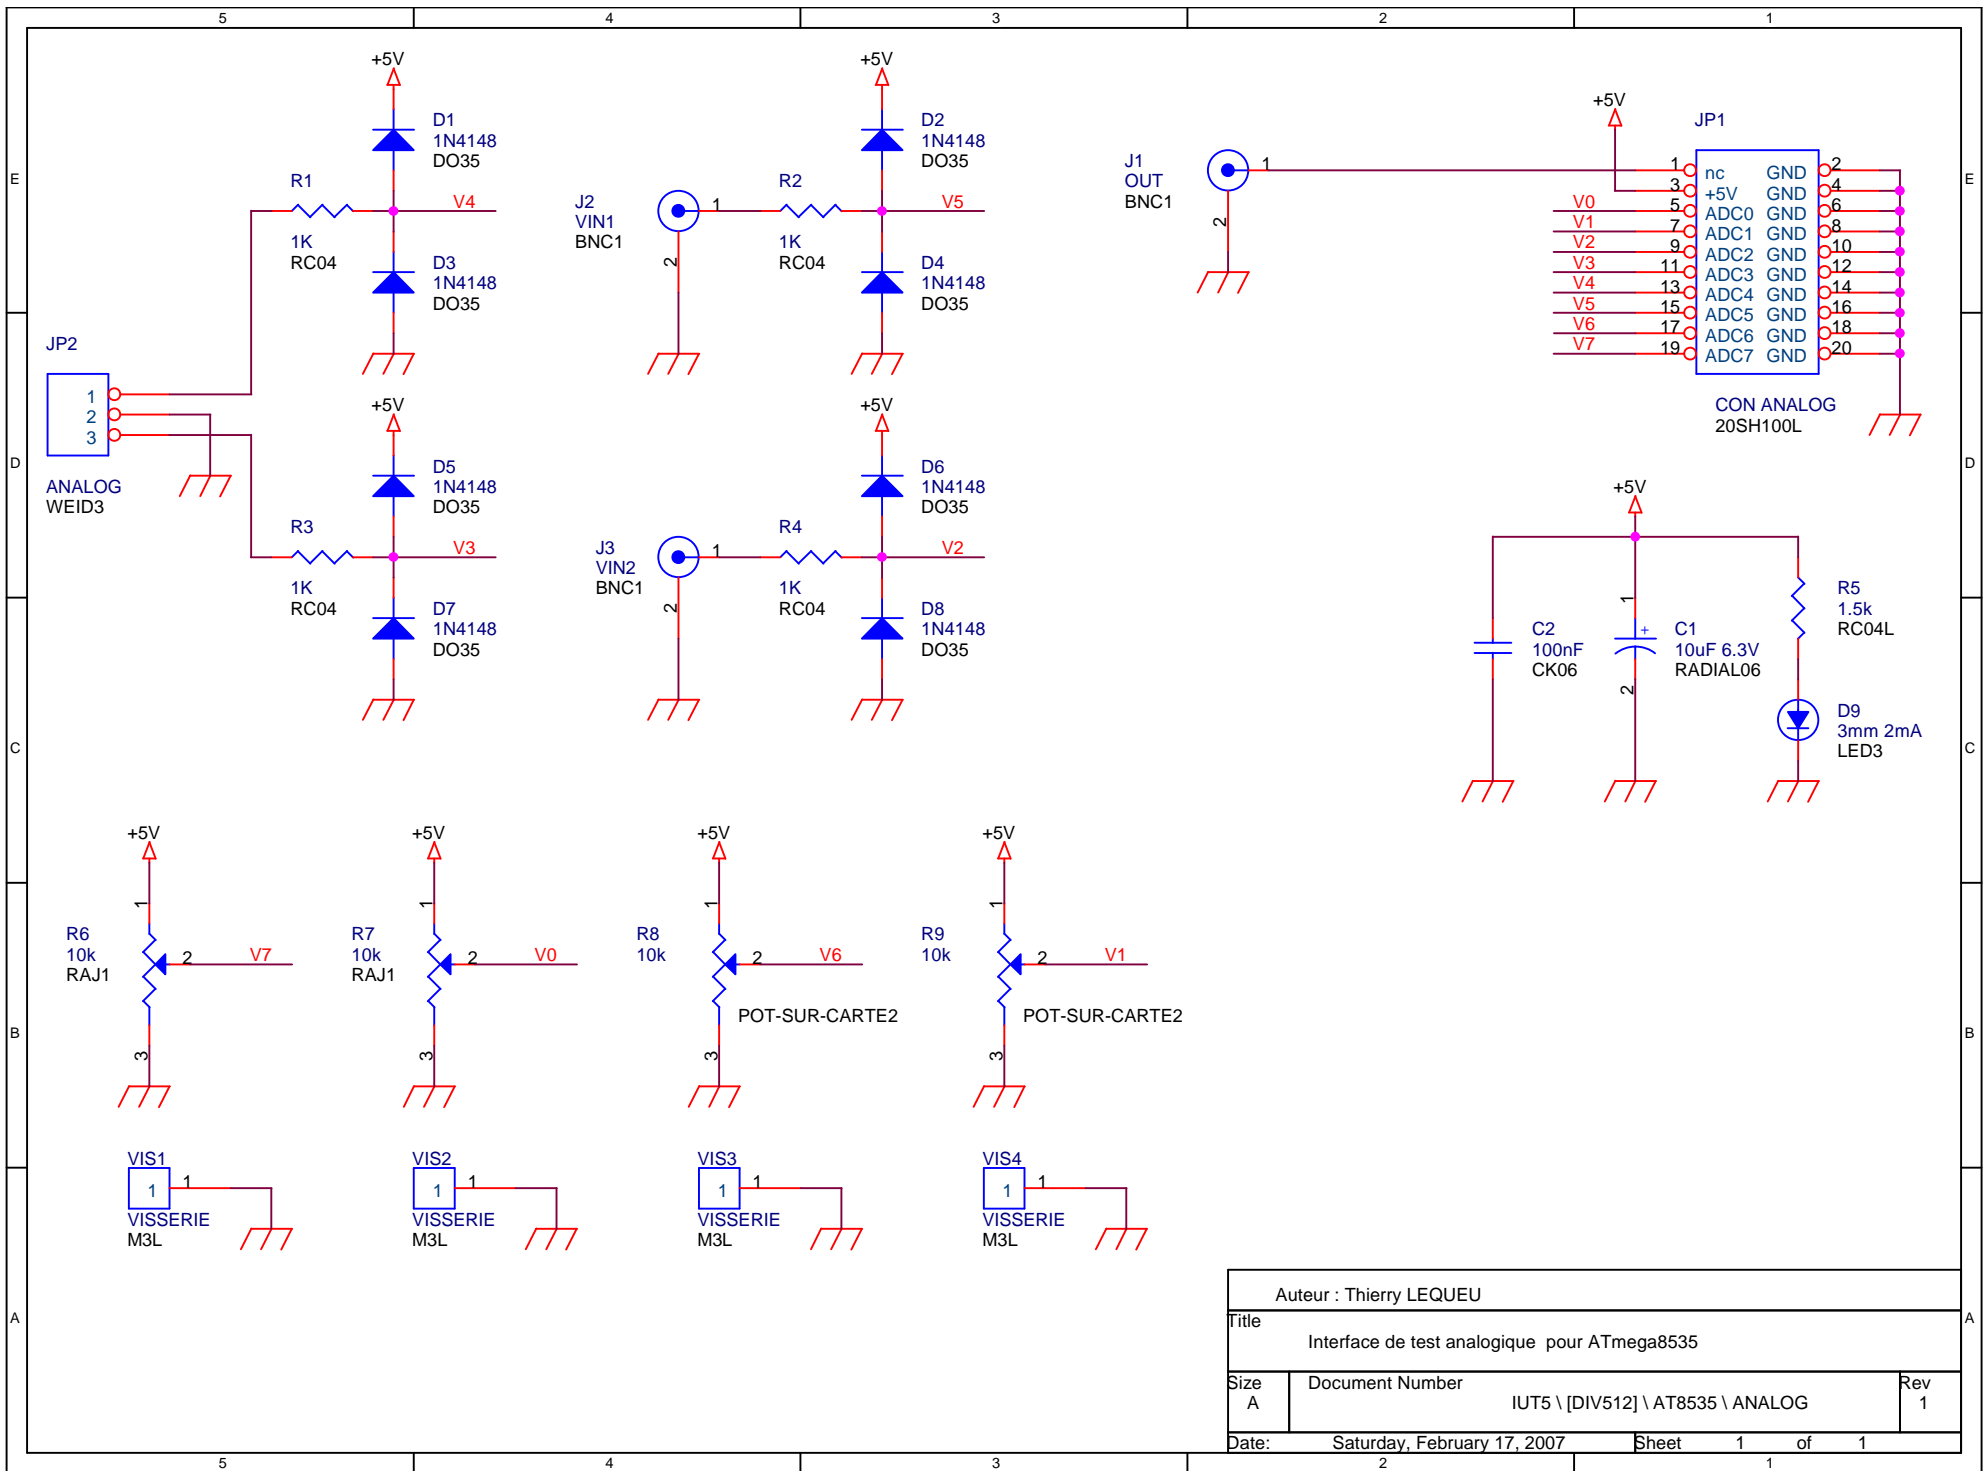 5 4 3 2 1
E
E
D
D
C
C
B
B
A
A
+5V
D1
1N4148
DO35
R1
1K
RC04
V4
D3
1N4148
DO35
+5V
D2
1N4148
DO35
J2
VIN1
BNC1
1
2
R2
1K
RC04
V5
D4
1N4148
DO35
JP2
1
2
3
ANALOG
WEID3
+5V
D5
1N4148
DO35
R3
1K
RC04
V3
D7
1N4148
DO35
+5V
D6
1N4148
DO35
J3
VIN2
BNC1
1
2
R4
1K
RC04
V2
D8
1N4148
DO35
J1
OUT
BNC1
1
2
+5V
JP1
1 nc GND 2
3 +5V GND 4
V0 5 ADC0 GND 6
V1 7 ADC1 GND 8
V2 9 ADC2 GND 10
V3 11 ADC3 GND 12
V4 13 ADC4 GND 14
V5 15 ADC5 GND 16
V6 17 ADC6 GND 18
V7 19 ADC7 GND 20
CON ANALOG
20SH100L
+5V
C2
100nF
CK06
1
+
2
C1
10uF 6.3V
RADIAL06
R5
1.5k
RC04L
D9
3mm 2mA
LED3
+5V
1
R6
10k
RAJ1
2
V7
3
+5V
1
R7
10k
RAJ1
2
V0
3
+5V
1
R8
10k
2
V6
POT-SUR-CARTE2
3
+5V
1
R9
10k
2
V1
POT-SUR-CARTE2
3
VIS1
1
1
VISSERIE
M3L
VIS2
1
1
VISSERIE
M3L
VIS3
1
1
VISSERIE
M3L
VIS4
1
1
VISSERIE
M3L
Auteur : Thierry LEQUEU
Title
Interface de test analogique pour ATmega8535
Size
A
Document Number
IUT5 \ [DIV512] \ AT8535 \ ANALOG
Rev
1
Date: Saturday, February 17, 2007
Sheet 1 of 1
5 4 3 2 1